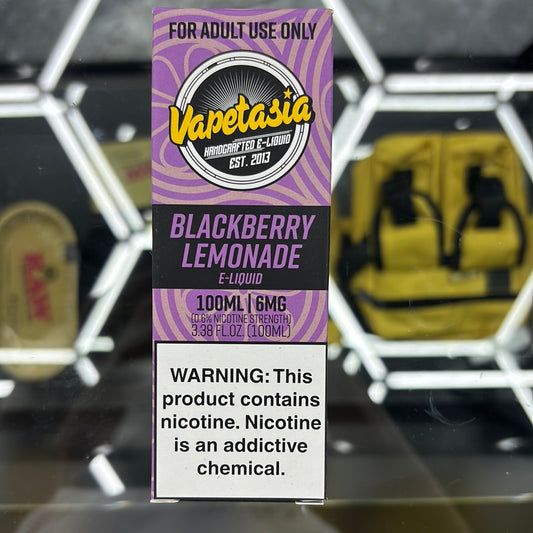 FOR ADULT USE ONLY
Vapetasia
HANDCRAFTED E-LIQUID
EST. 2013
BLACKBERRY
LEMONADE
E-LIQUID
100ML | 6MG
(0.6% NICOTINE STRENGTH)
3.38 FL.OZ. (100ML)
WARNING: This
product contains
nicotine. Nicotine
is an addictive
chemical.
RAW